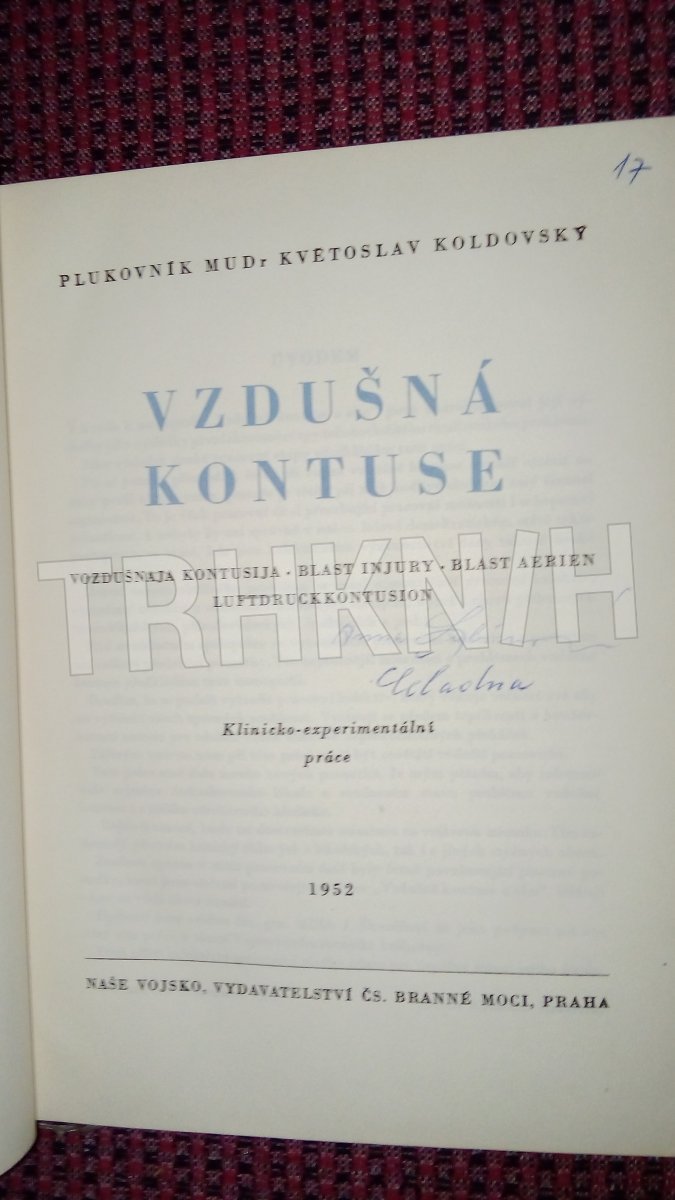 17
PLUKOVNÍK MUDr KVĚTOSLAV KOLDOVSKÝ
VZDUŠNÁ
KONTUSE
VOZDUŠNAJA KONTUSIJA · BLAST INJURY · BLAST AERIEN
LUFTDRUCKKONTUSION
TRHKNIH
Klinicko-experimentální
práce
1952
NAŠE VOJSKO, VYDAVATELSTVÍ ČS. BRANNÉ MOCI, PRAHA